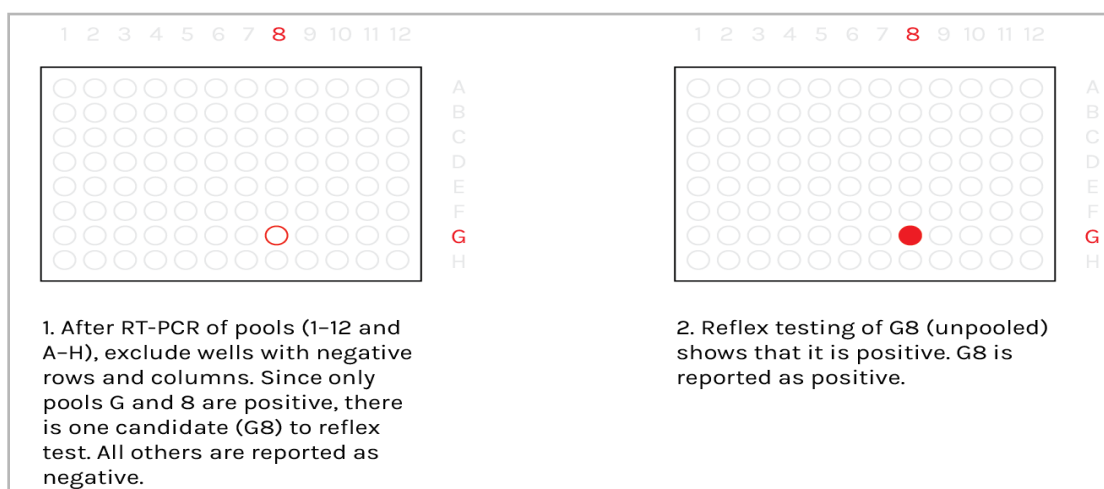 1 2 3 4 5 6 7 8 9 10 11 12
A
B
C
D
E
F
G
H
1. After RT-PCR of pools (1–12 and
A–H), exclude wells with negative
rows and columns. Since only
pools G and 8 are positive, there
is one candidate (G8) to reflex
test. All others are reported as
negative.
1 2 3 4 5 6 7 8 9 10 11 12
A
B
C
D
E
F
G
H
2. Reflex testing of G8 (unpooled)
shows that it is positive. G8 is
reported as positive.